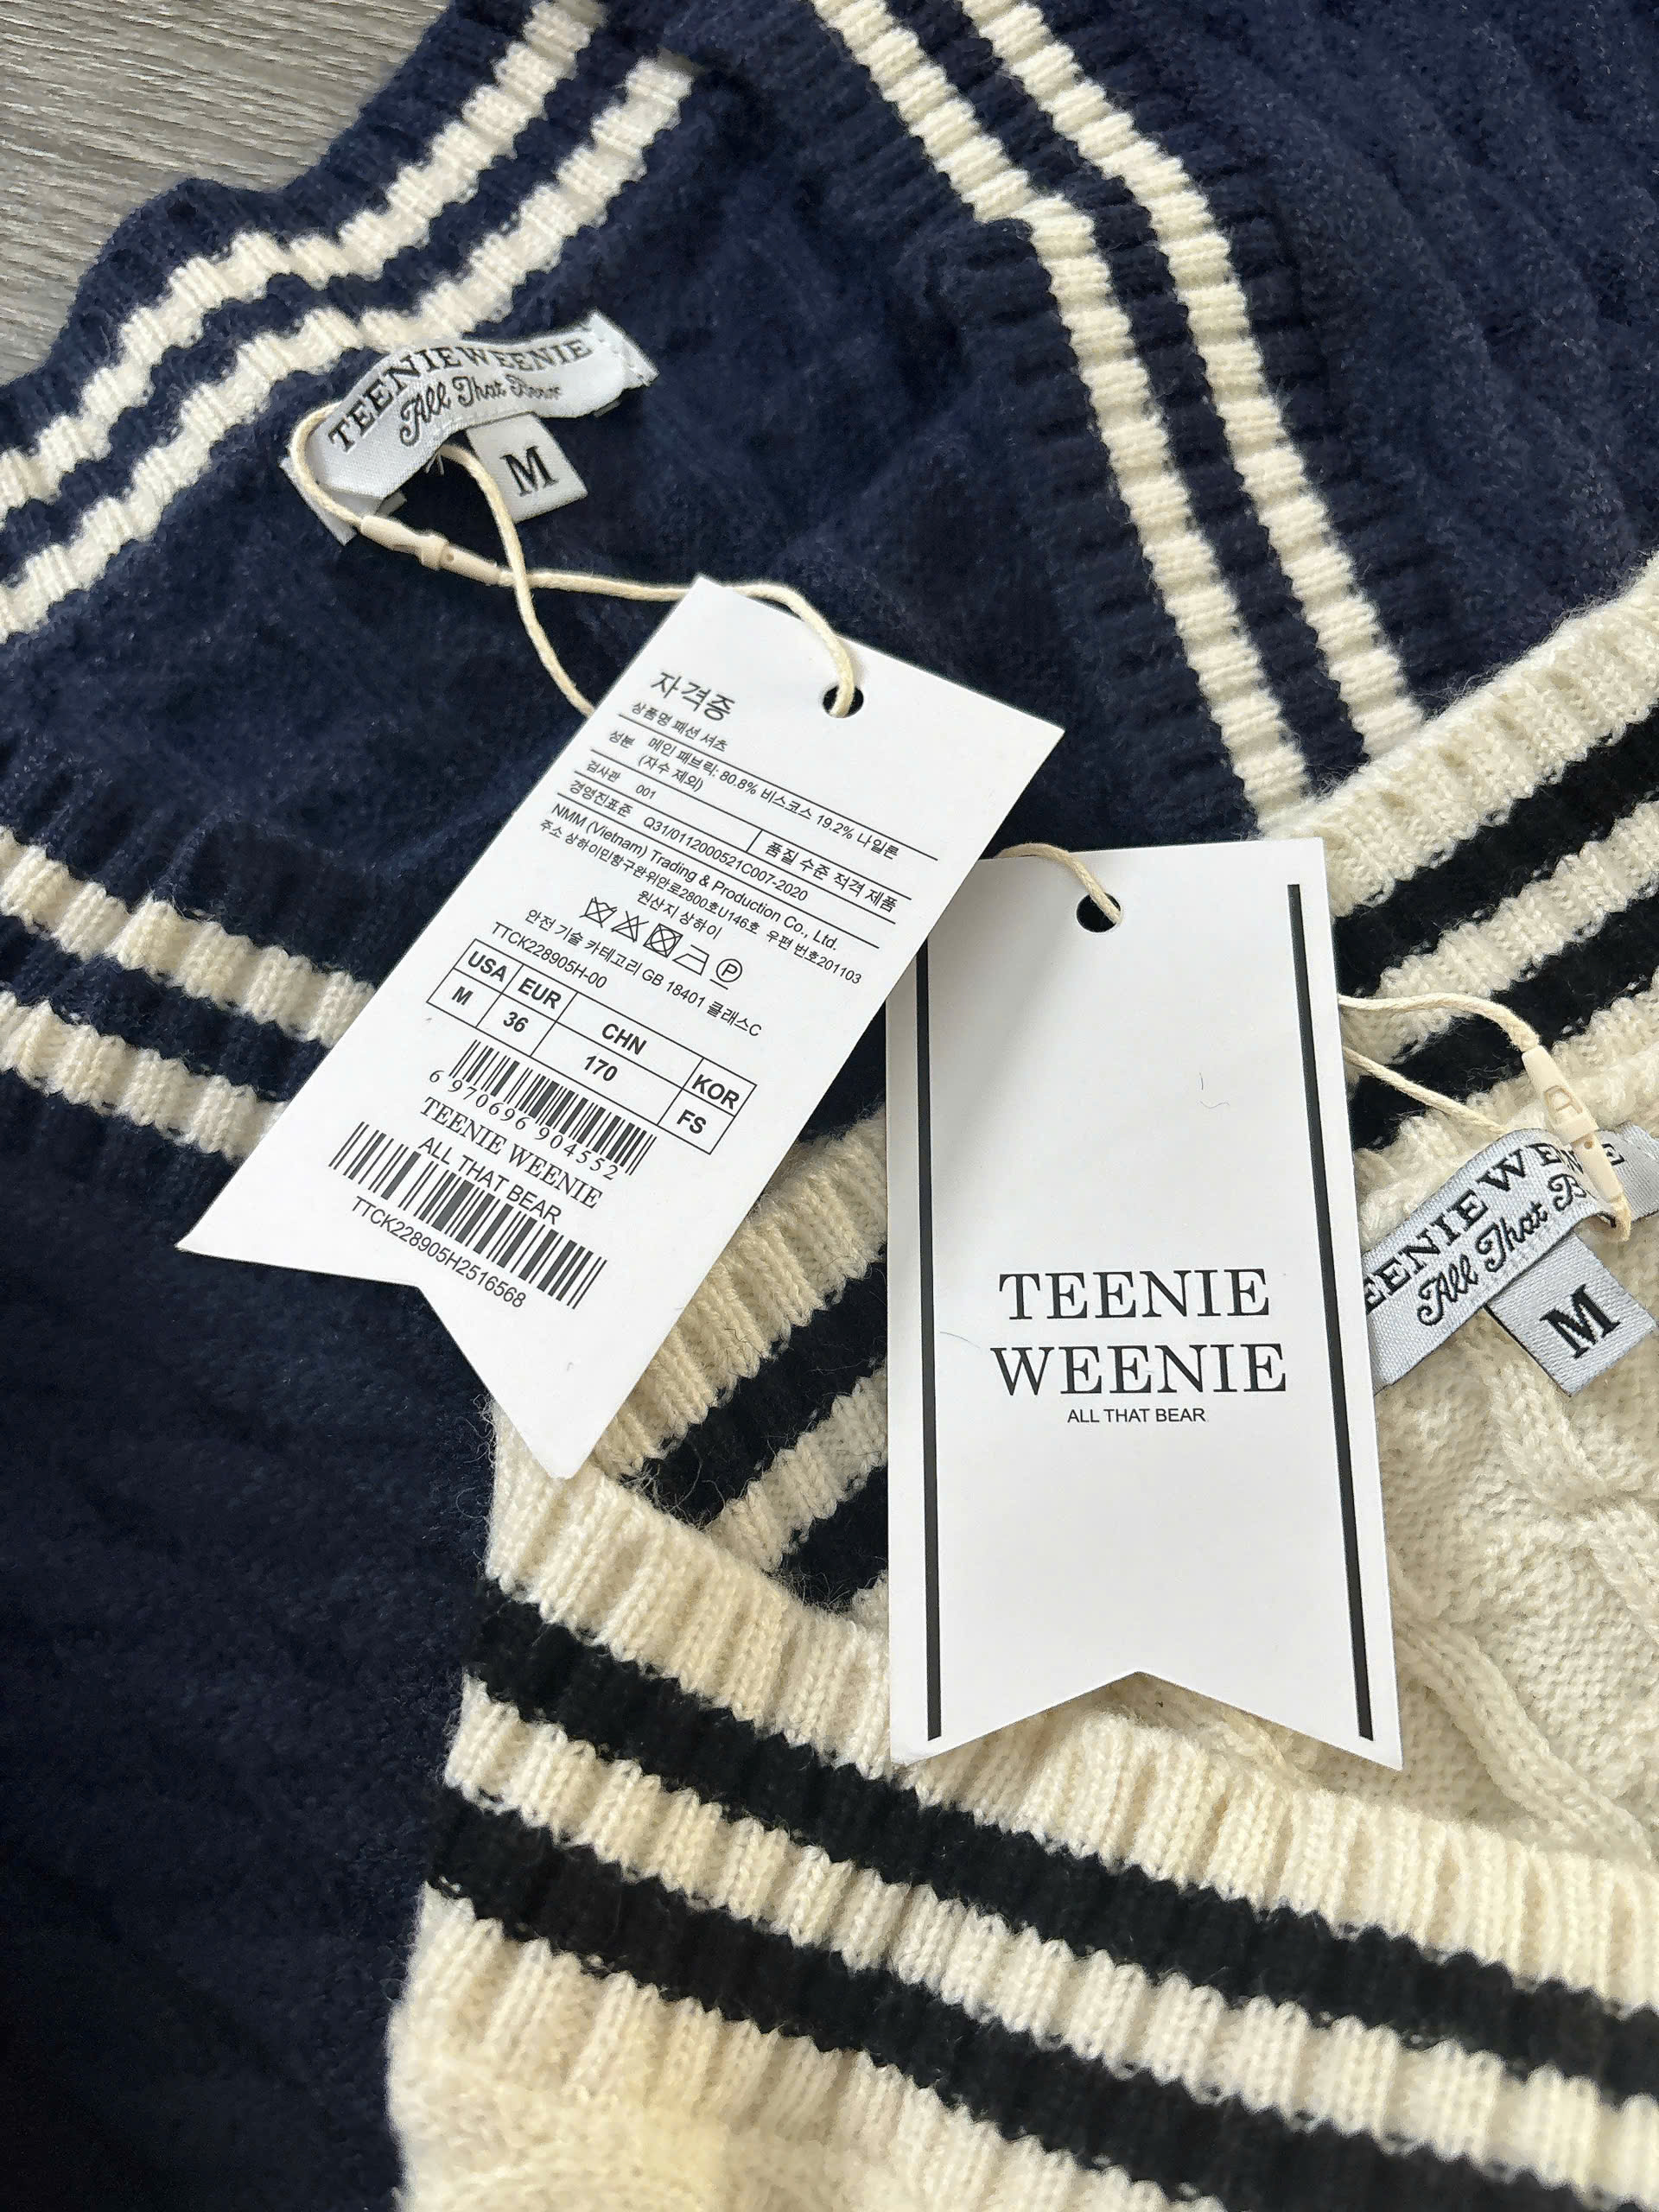 TEENIE WEENIE
All That Bear
M
자격증
상품명 패션 셔츠
성분 메인 패브릭: 80.8% 비스코스 19.2% 나일론
(자수 제외)
검사관 001 품질 수준 적격 제품
경영진표준 Q31/0112000521C007-2020
NMM (Vietnam) Trading & Production Co., Ltd.
주소 상하이민항구완위안로2800호U146호 우편 번호201103
원산지 상하이
P
안전 기술 카테고리 GB 18401 클래스C
TTCK228905H-00
USA EUR CHN KOR
M 36 170 FS
6 970696 904552
TEENIE WEENIE
ALL THAT BEAR
TTCK228905H2516568
TEENIE
WEENIE
ALL THAT BEAR
All That
M